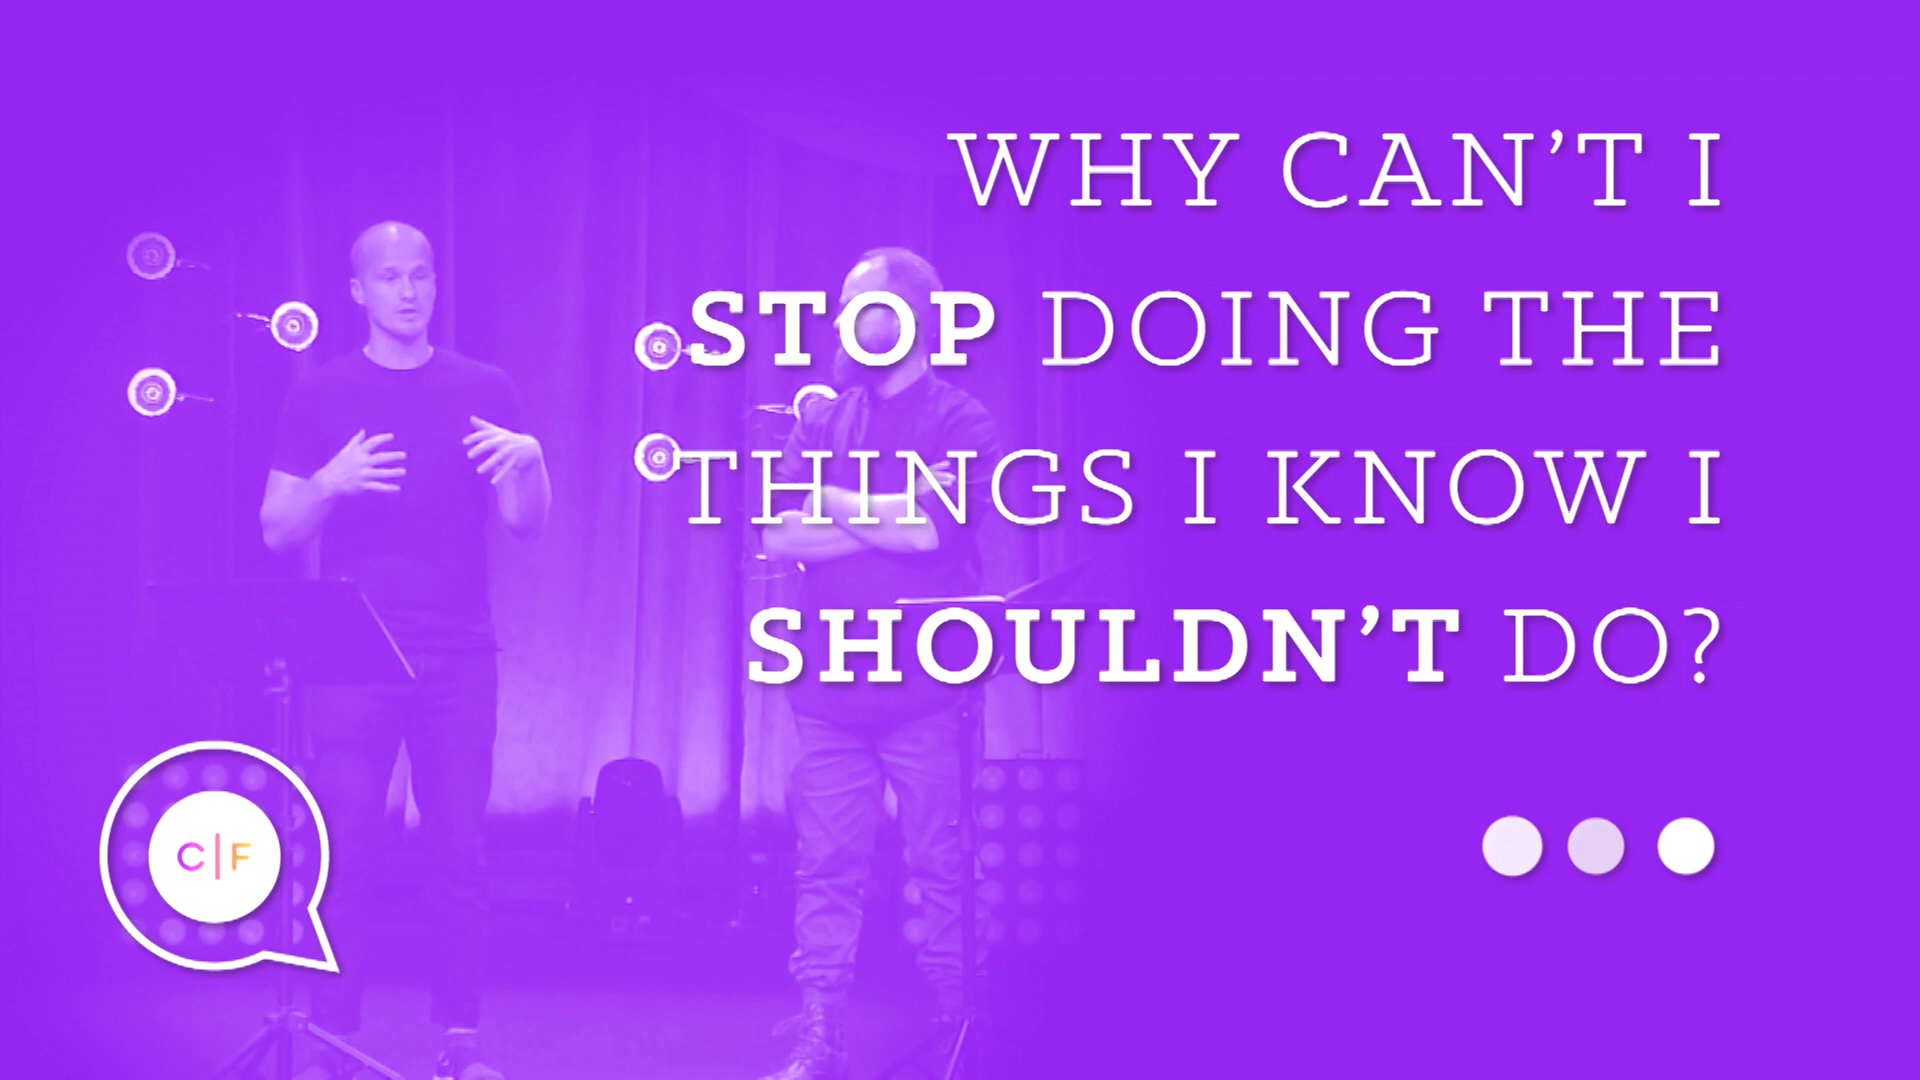 WHY CAN’T I
STOP DOING THE
THINGS I KNOW I
SHOULDN’T DO?
C|F